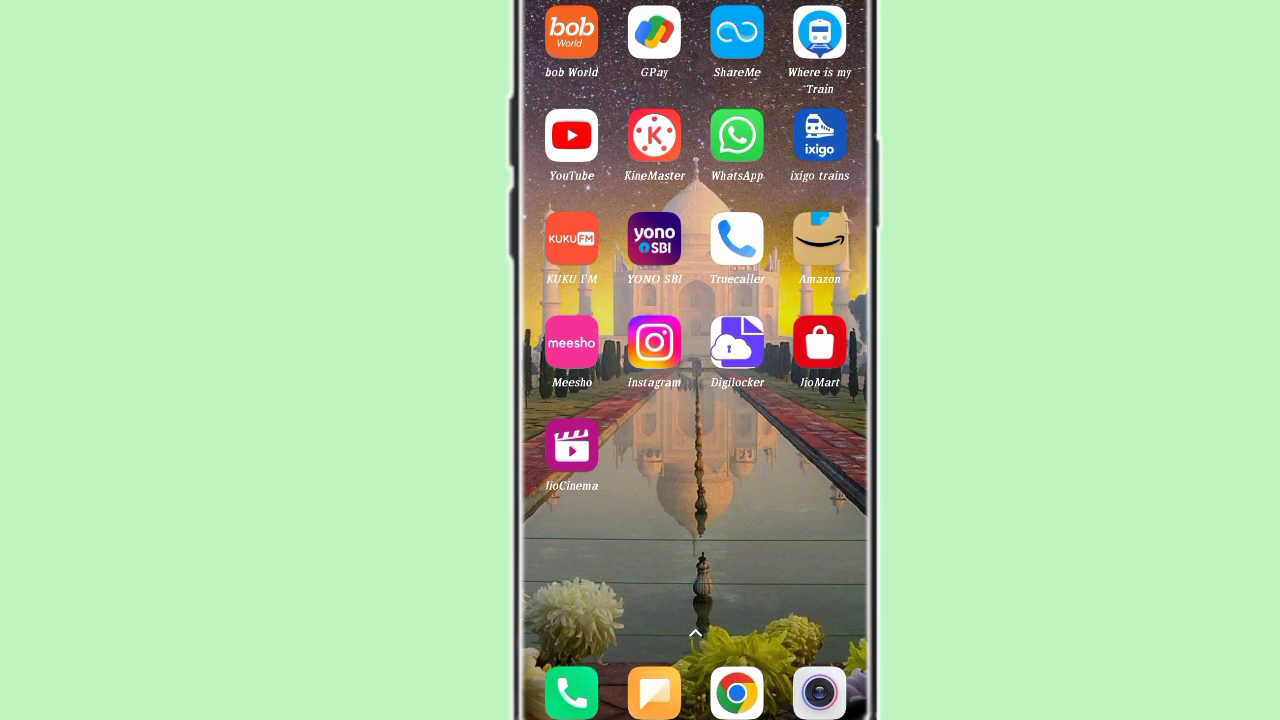 bob
World
bob World
GPay
ShareMe
Where is my
Train
YouTube
K
KineMaster
WhatsApp
ixigo
ixigo trains
KUKU FM
KUKU FM
yono
SBI
YONO SBI
Truecaller
Amazon
meesho
Meesho
Instagram
Digilocker
JioMart
JioCinema